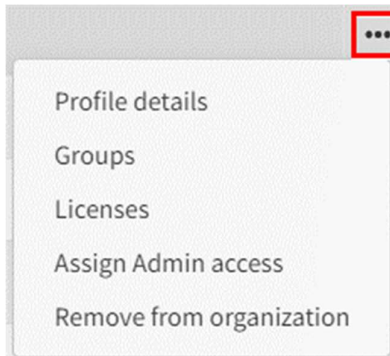 •••
Profile details
Groups
Licenses
Assign Admin access
Remove from organization